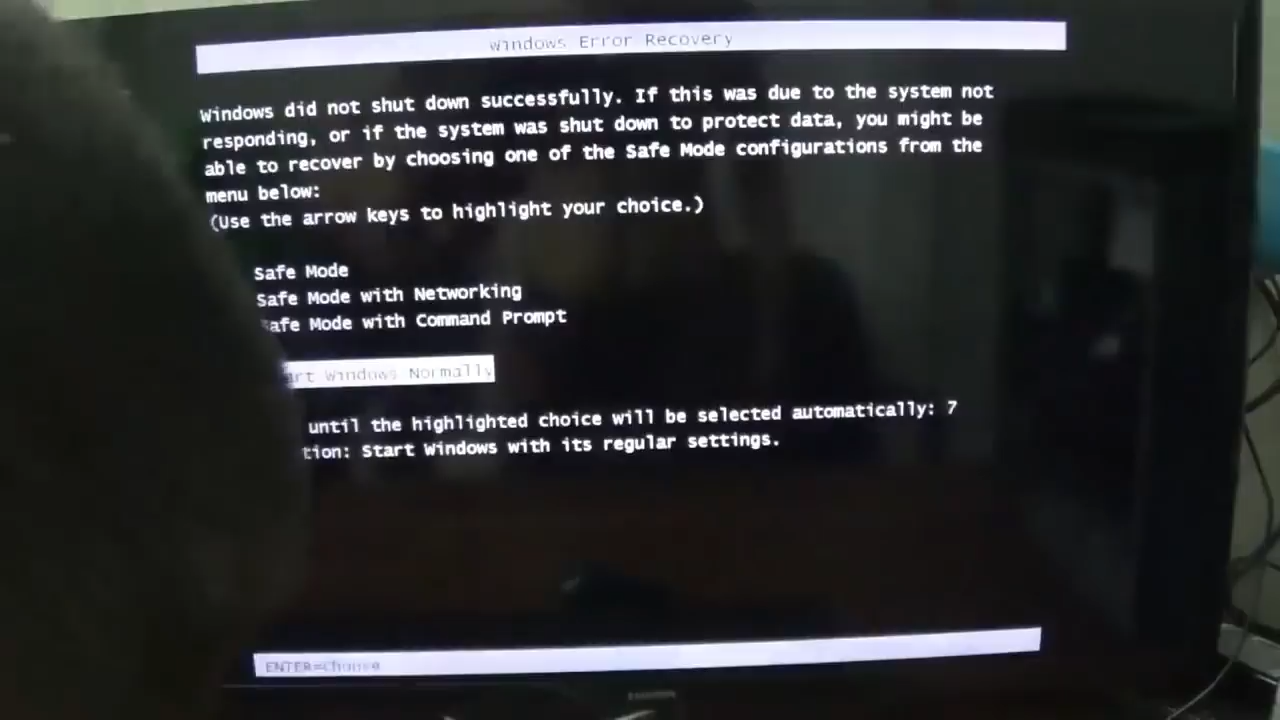 Windows Error Recovery
Windows did not shut down successfully. If this was due to the system not
responding, or if the system was shut down to protect data, you might be
able to recover by choosing one of the Safe Mode configurations from the
menu below:
(Use the arrow keys to highlight your choice.)
Safe Mode
Safe Mode with Networking
afe Mode with Command Prompt
art Windows Normally
until the highlighted choice will be selected automatically: 7
tion: Start Windows with its regular settings.
ENTER=Choose